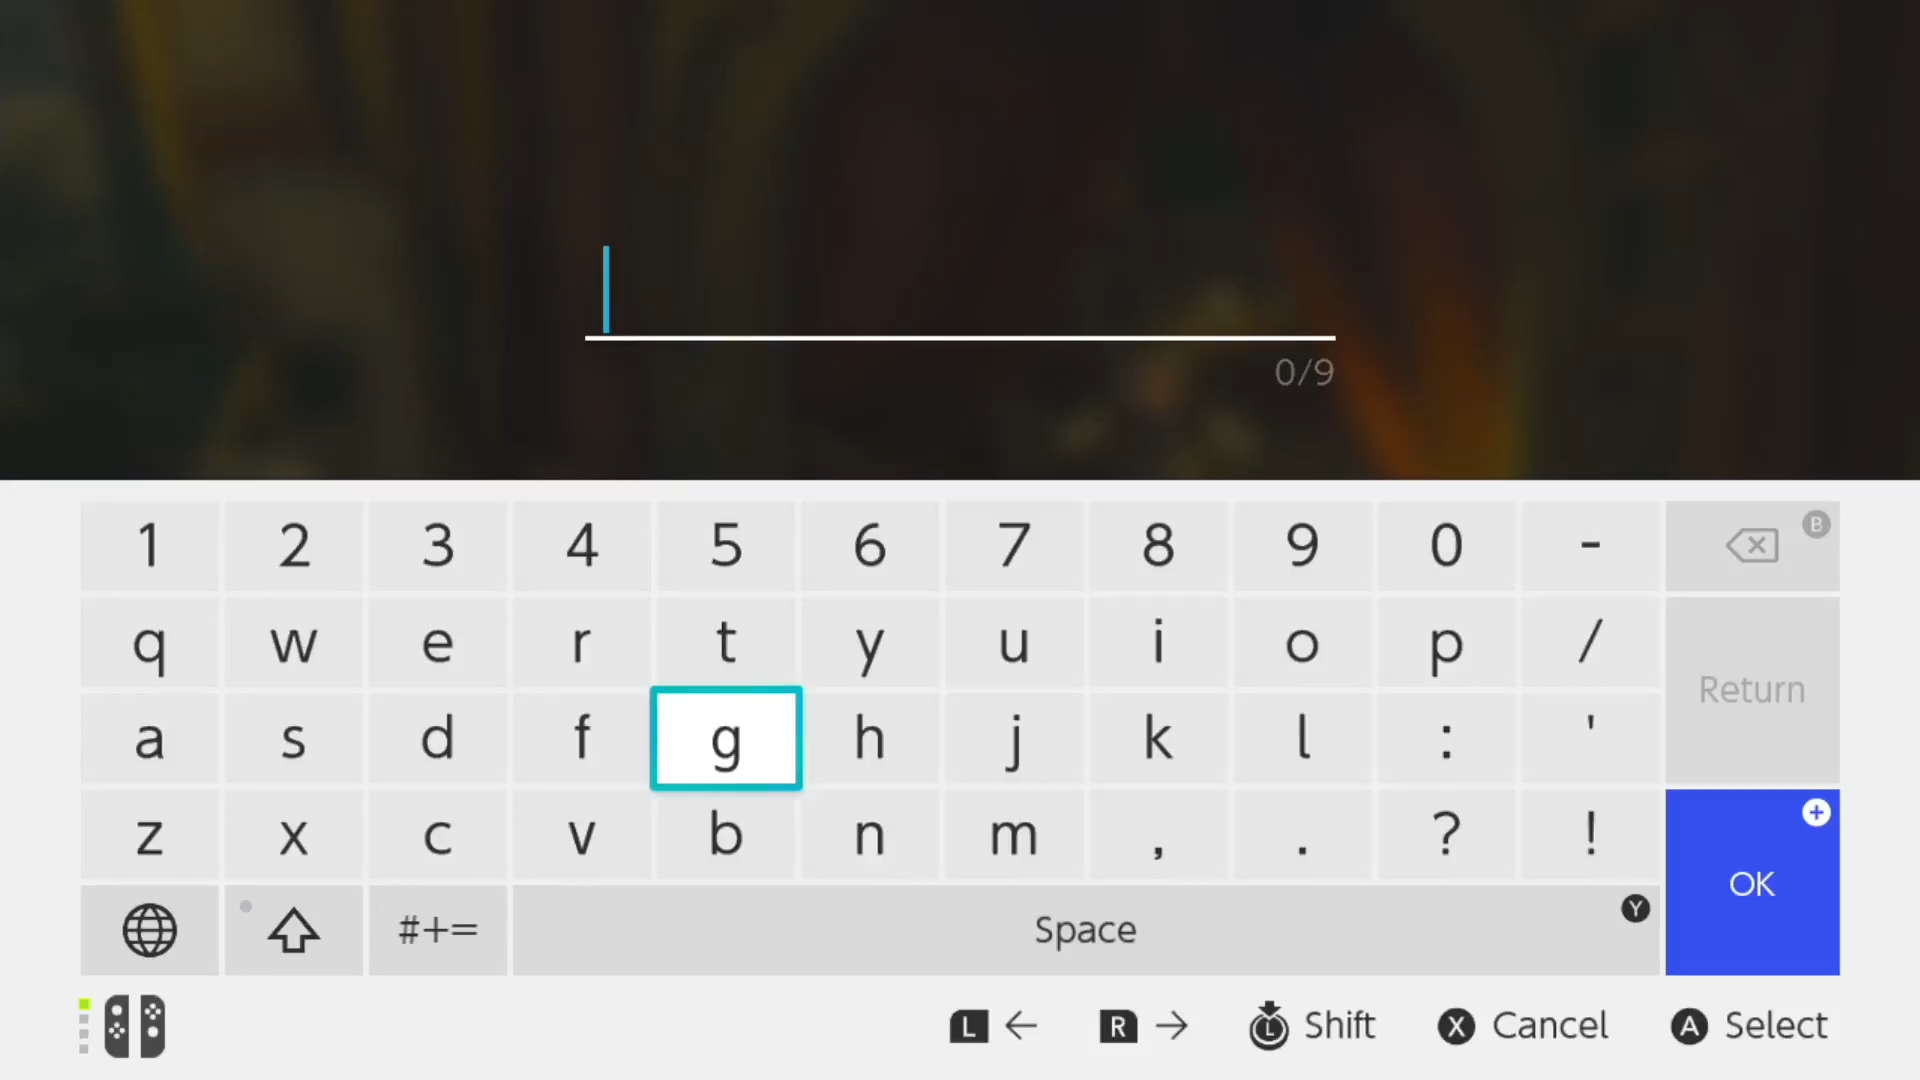 0/9
1 2 3 4 5 6 7 8 9 0 - B
q w e r t y u i o p /
Return
a s d f g h j k l : '
z x c v b n m , . ? ! +
OK
#+= Space Y
L ← R → L Shift X Cancel A Select